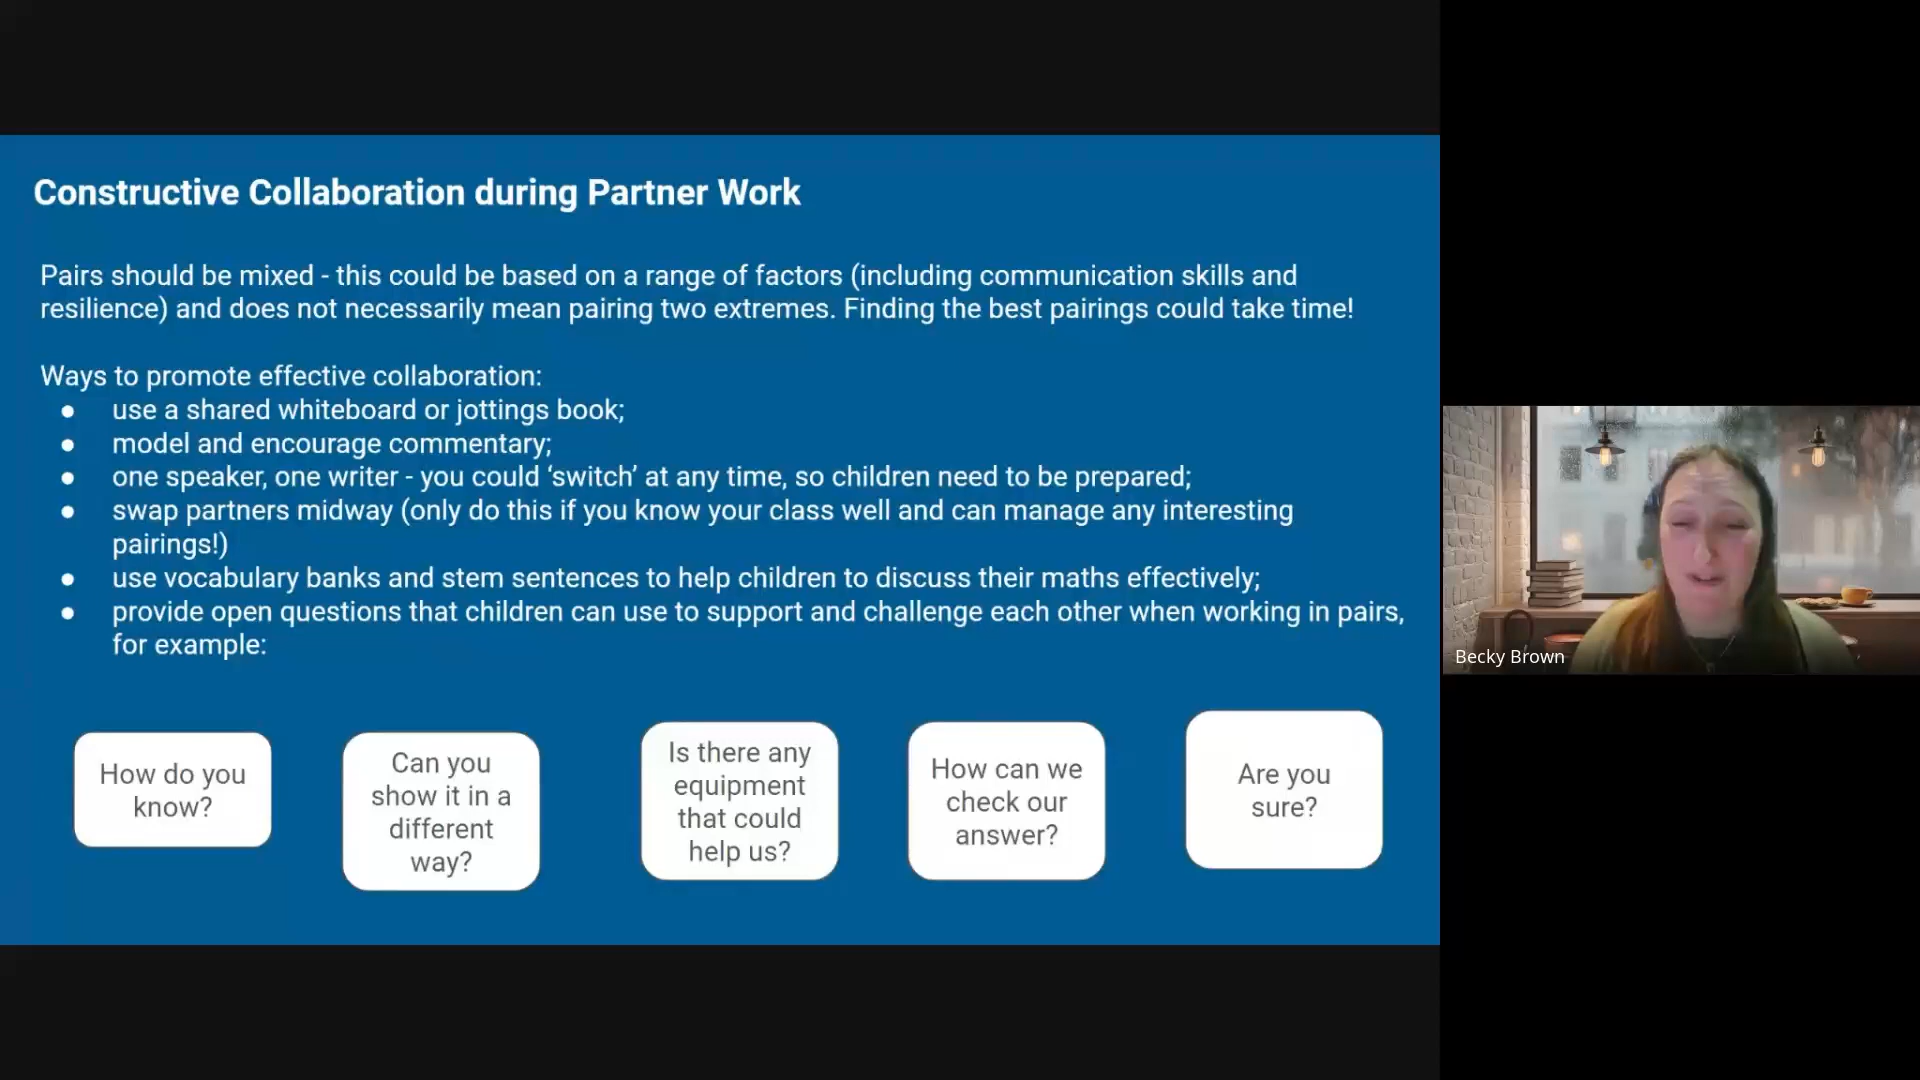 Constructive Collaboration during Partner Work
Pairs should be mixed - this could be based on a range of factors (including communication skills and
resilience) and does not necessarily mean pairing two extremes. Finding the best pairings could take time!
Ways to promote effective collaboration:
● use a shared whiteboard or jottings book;
● model and encourage commentary;
● one speaker, one writer - you could ‘switch’ at any time, so children need to be prepared;
● swap partners midway (only do this if you know your class well and can manage any interesting
pairings!)
● use vocabulary banks and stem sentences to help children to discuss their maths effectively;
● provide open questions that children can use to support and challenge each other when working in pairs,
for example:
How do you
know?
Can you
show it in a
different
way?
Is there any
equipment
that could
help us?
How can we
check our
answer?
Are you
sure?
Becky Brown